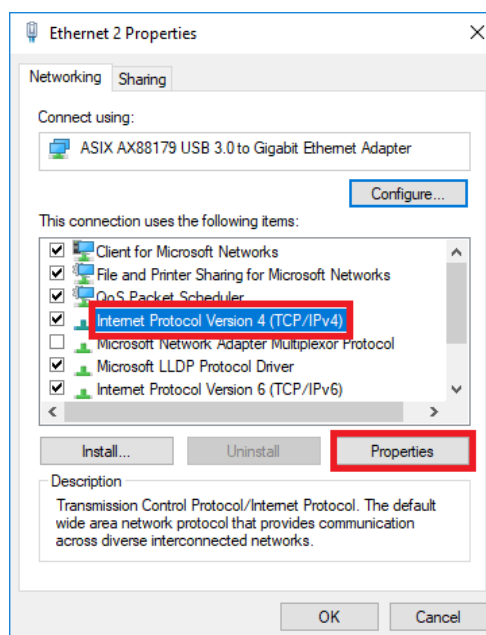 Ethernet 2 Properties
Networking
Sharing
Connect using:
ASIX AX88179 USB 3.0 to Gigabit Ethernet Adapter
Configure...
This connection uses the following items:
Client for Microsoft Networks
File and Printer Sharing for Microsoft Networks
QoS Packet Scheduler
Internet Protocol Version 4 (TCP/IPv4)
Microsoft Network Adapter Multiplexor Protocol
Microsoft LLDP Protocol Driver
Internet Protocol Version 6 (TCP/IPv6)
Install...
Uninstall
Properties
Description
Transmission Control Protocol/Internet Protocol. The default
wide area network protocol that provides communication
across diverse interconnected networks.
OK
Cancel